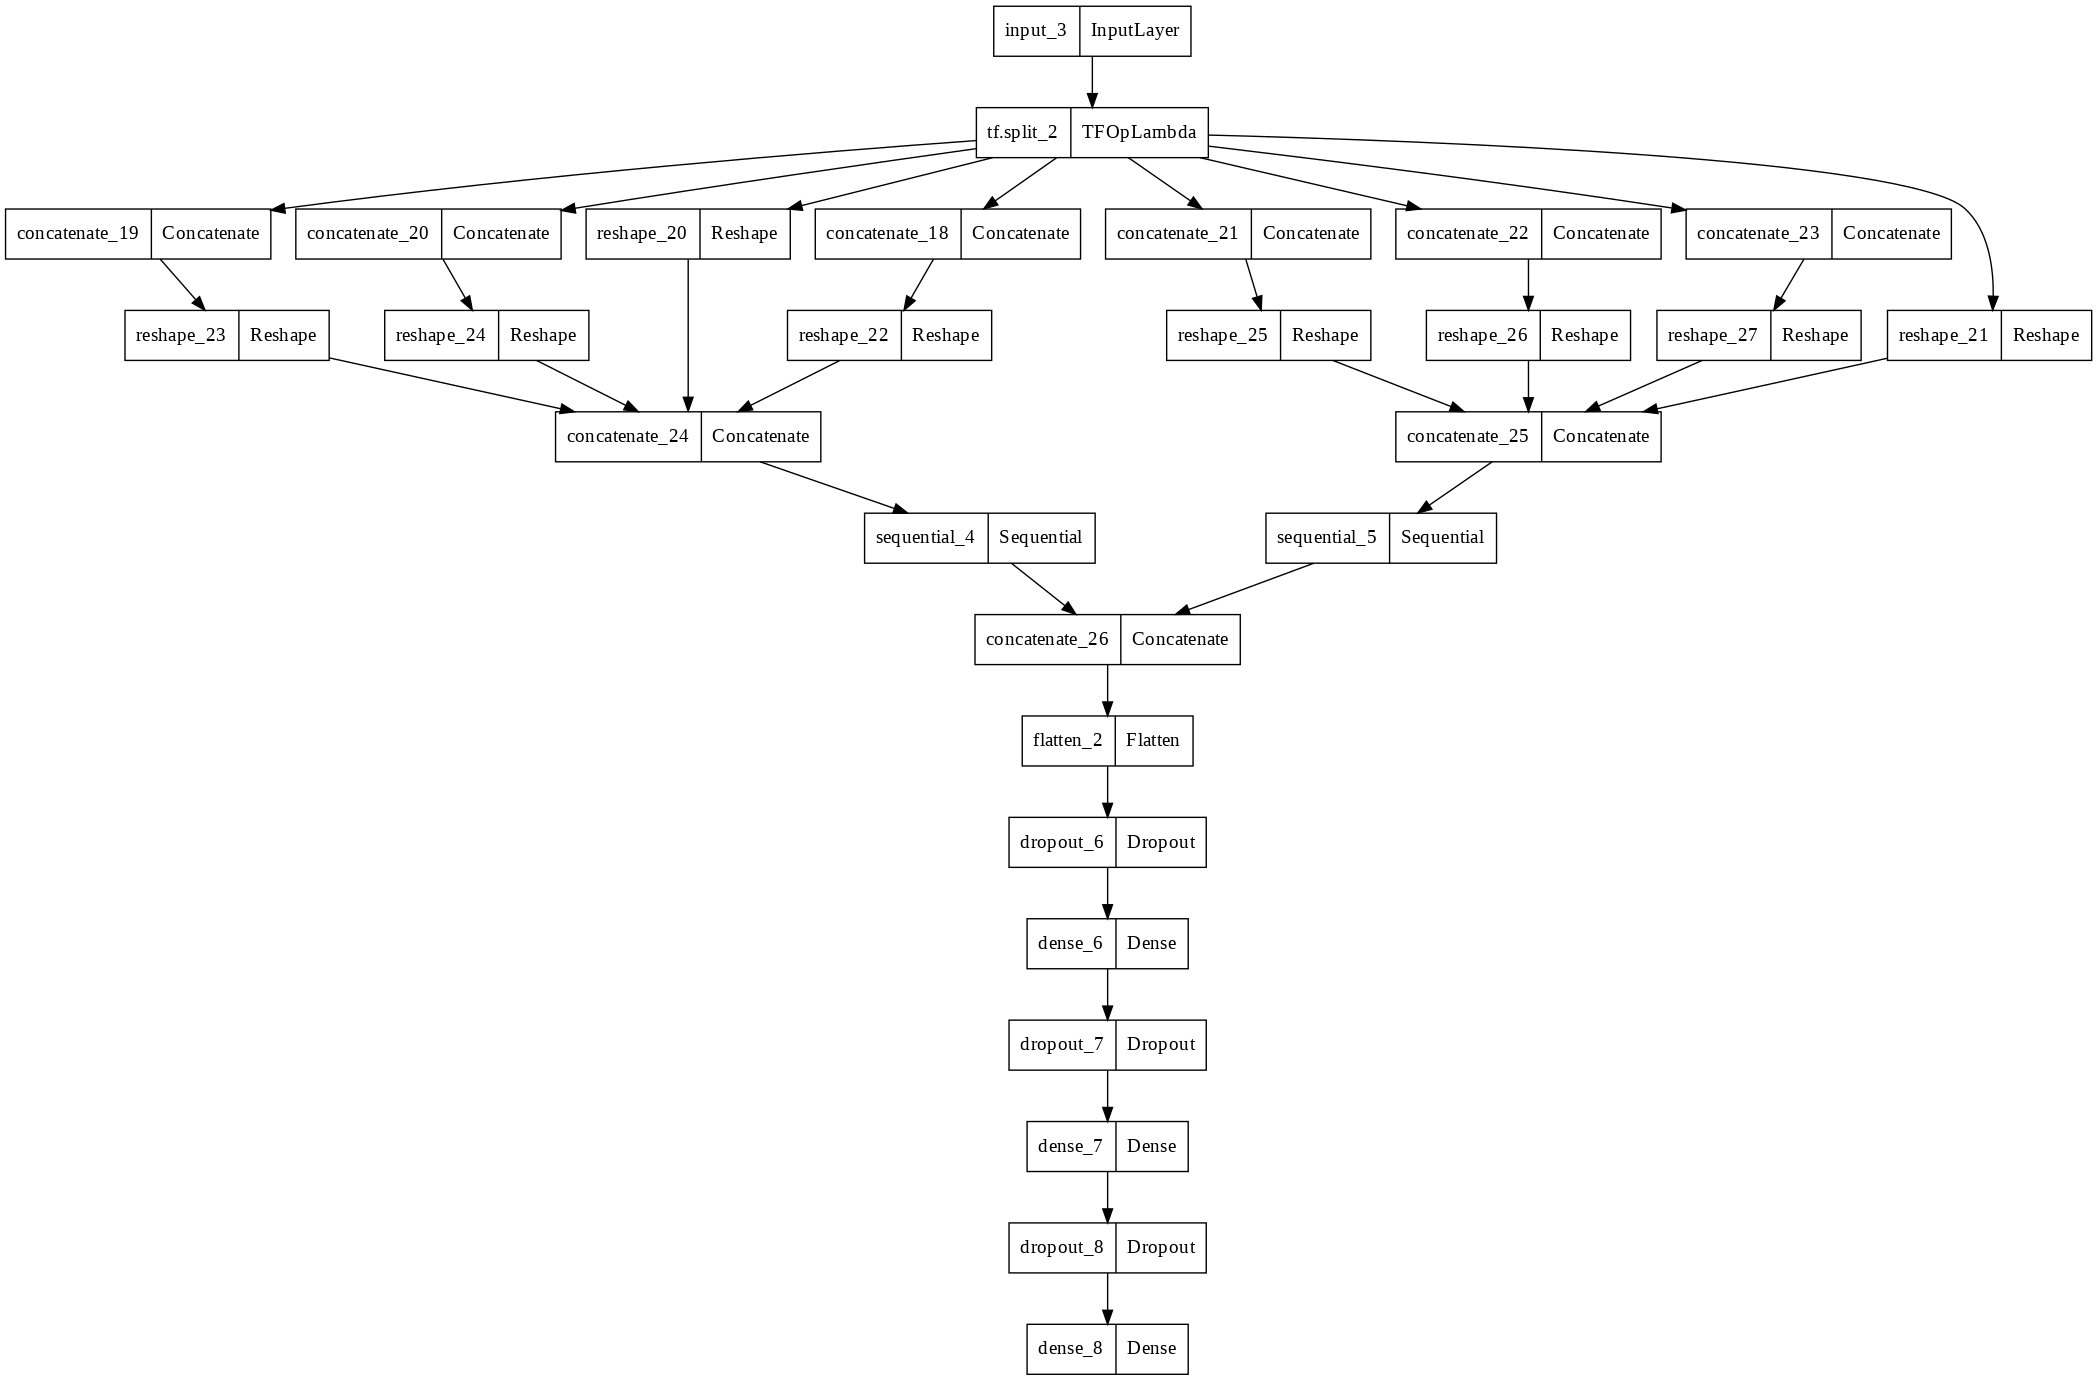 input_3 InputLayer
tf.split_2 TFOpLambda
concatenate_19 Concatenate concatenate_20 Concatenate reshape_20 Reshape concatenate_18 Concatenate concatenate_21 Concatenate concatenate_22 Concatenate concatenate_23 Concatenate
reshape_23 Reshape reshape_24 Reshape reshape_22 Reshape reshape_25 Reshape reshape_26 Reshape reshape_27 Reshape reshape_21 Reshape
concatenate_24 Concatenate concatenate_25 Concatenate
sequential_4 Sequential sequential_5 Sequential
concatenate_26 Concatenate
flatten_2 Flatten
dropout_6 Dropout
dense_6 Dense
dropout_7 Dropout
dense_7 Dense
dropout_8 Dropout
dense_8 Dense